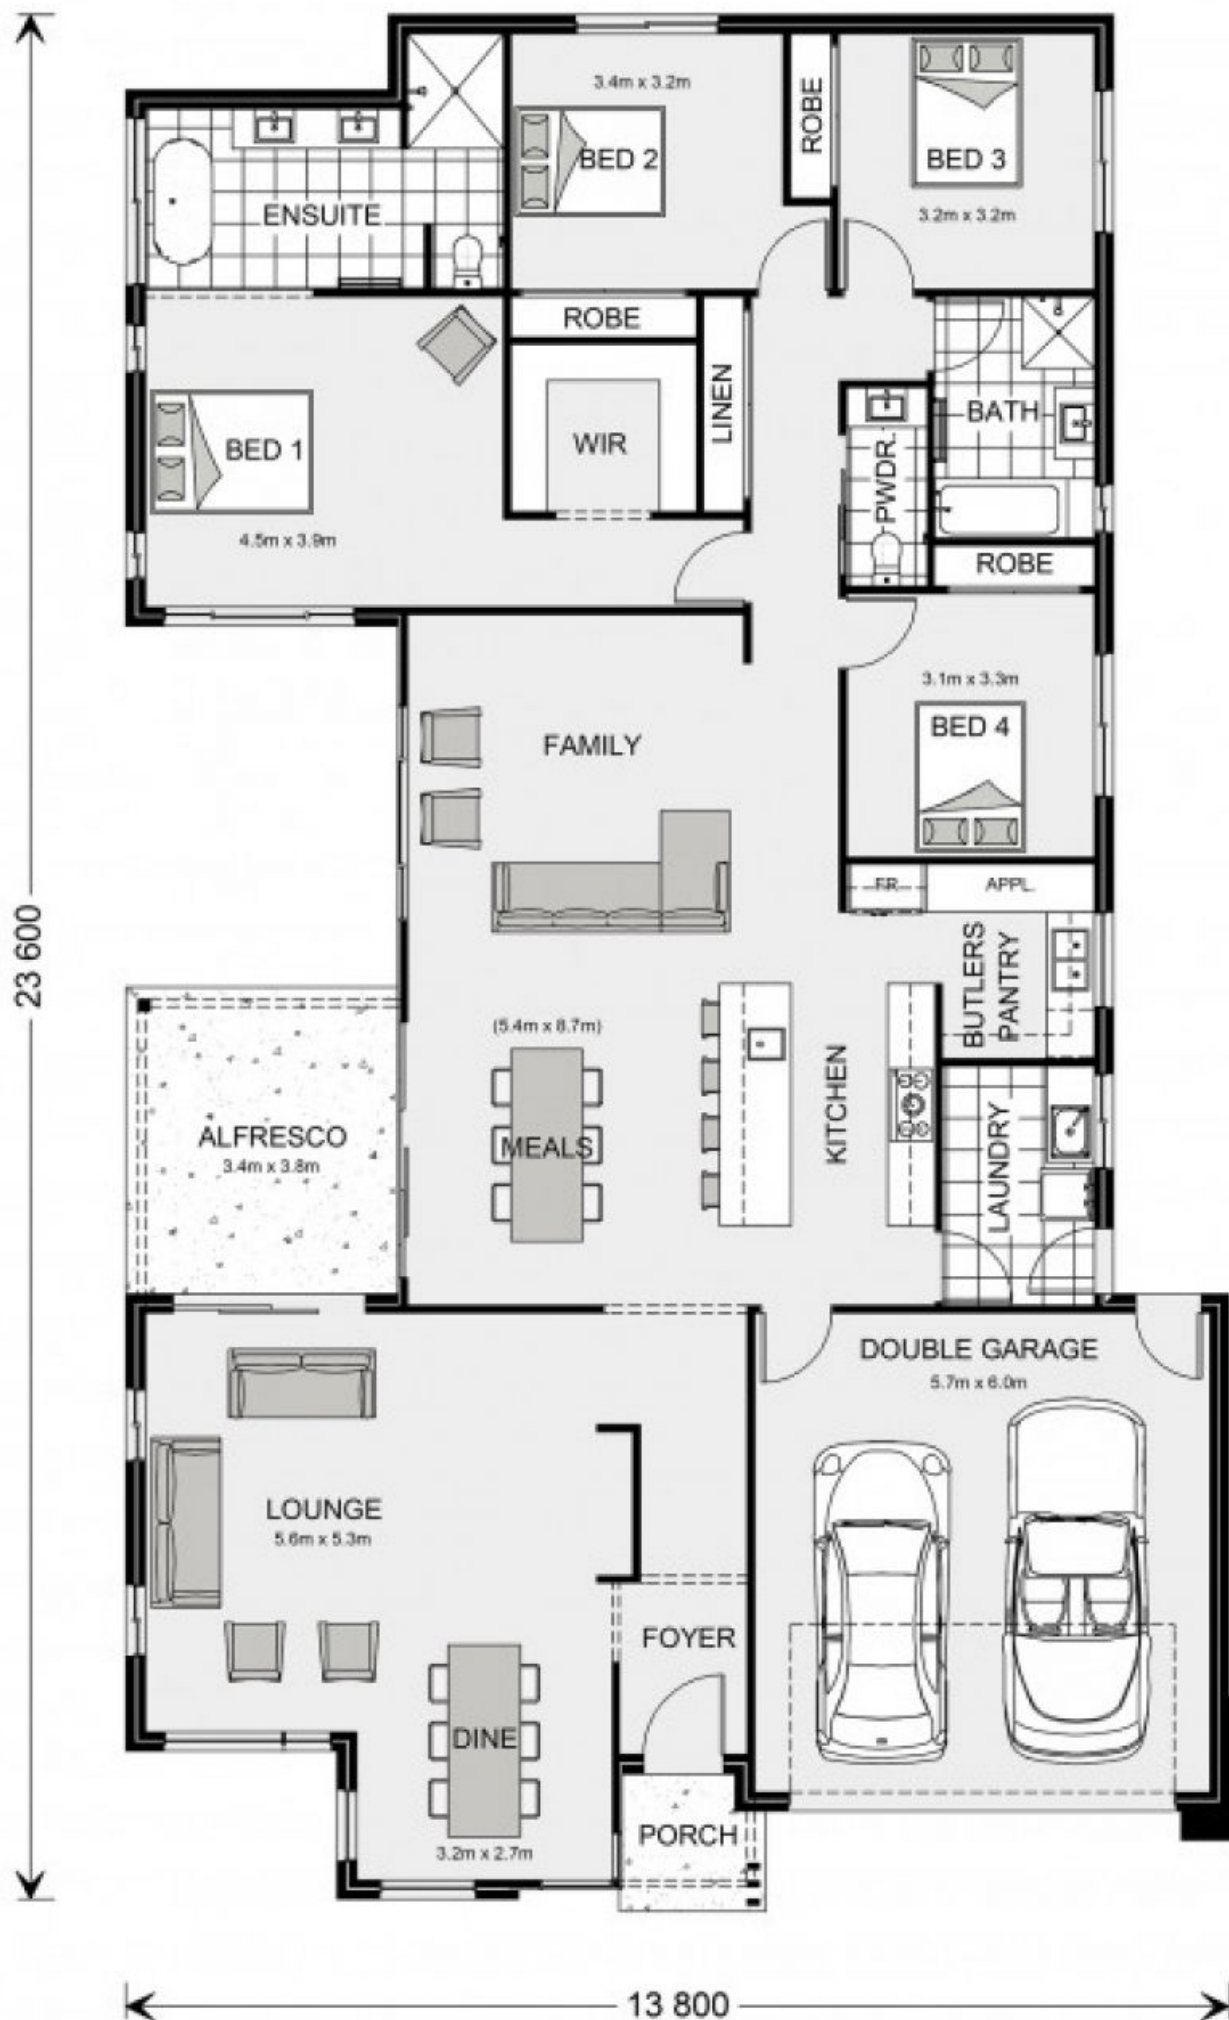 3.4m x 3.2m
BED 2
ROBE
BED 3
3.2m x 3.2m
ENSUITE
ROBE
LINEN
WIR
BED 1
4.5m x 3.9m
BATH
PWDR.
ROBE
3.1m x 3.3m
BED 4
FAMILY
FR
APPL.
BUTLERS
PANTRY
23 600
(5.4m x 8.7m)
MEALS
KITCHEN
LAUNDRY
ALFRESCO
3.4m x 3.8m
DOUBLE GARAGE
5.7m x 6.0m
LOUNGE
5.6m x 5.3m
FOYER
DINE
3.2m x 2.7m
PORCH
13 800